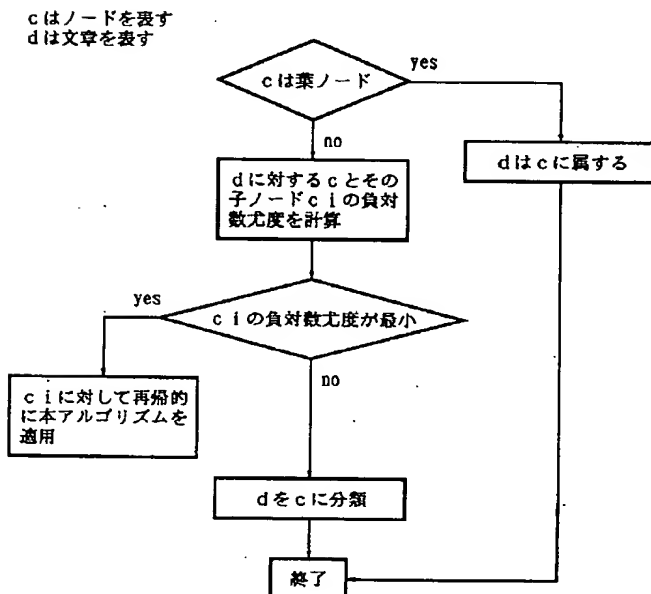 cはノードを表す
dは文章を表す
cは葉ノード
yes
no
dはcに属する
dに対するcとその
子ノードciの負対
数尤度を計算
yes
ciの負対数尤度が最小
no
ciに対して再帰的
に本アルゴリズムを
適用
dをcに分類
終了